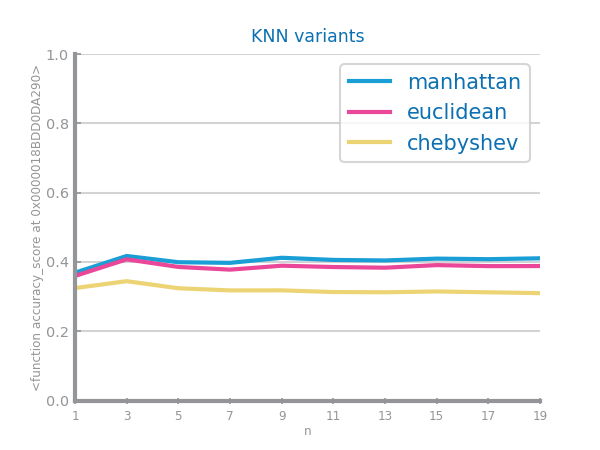 KNN variants
<function accuracy_score at 0x0000018BDD0DA290>
1.0
0.8
0.6
0.4
0.2
0.0
manhattan
euclidean
chebyshev
1 3 5 7 9 11 13 15 17 19
n